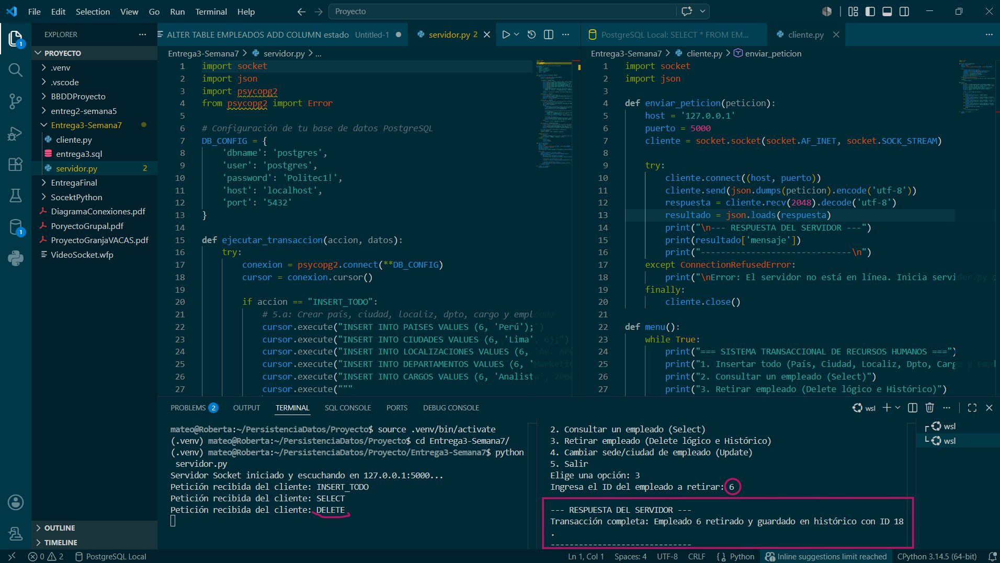 File Edit Selection View Go Run Terminal Help
Proyecto
EXPLORER
PROYECTO
.venv
.vscode
BBDDProyecto
entreg2-semana5
Entrega3-Semana7
cliente.py
entrega3.sql
servidor.py 2
EntregaFinal
SocektPython
DiagramaConexiones.pdf
PoryectoGrupal.pdf
ProyectoGranjaVACAS.pdf
VideoSocket.wfp
OUTLINE
TIMELINE
1
1
ALTER TABLE EMPLEADOS ADD COLUMN estado Untitled-1
servidor.py 2
Entrega3-Semana7 > servidor.py > ...
1 import socket
2 import json
3 import psycopg2
4 from psycopg2 import Error
5
6 # Configuración de tu base de datos PostgreSQL
7 DB_CONFIG = {
8 'dbname': 'postgres',
9 'user': 'postgres',
10 'password': 'Politec1!',
11 'host': 'localhost',
12 'port': '5432'
13 }
14
15 def ejecutar_transaccion(accion, datos):
16 try:
17 conexion = psycopg2.connect(**DB_CONFIG)
18 cursor = conexion.cursor()
19
20 if accion == "INSERT_TODO":
21 # 5.a: Crear país, ciudad, localiz, dpto, cargo y empleado
22 cursor.execute("INSERT INTO PAISES VALUES (6, 'Perú');")
23 cursor.execute("INSERT INTO CIUDADES VALUES (6, 'Lima', 6);")
24 cursor.execute("INSERT INTO LOCALIZACIONES VALUES (6, 'Av. Ar
25 cursor.execute("INSERT INTO DEPARTAMENTOS VALUES (6, 'Marketin
26 cursor.execute("INSERT INTO CARGOS VALUES (6, 'Analista', 2000
27 cursor.execute("""
PostgreSQL Local: SELECT * FROM EM...
cliente.py
Entrega3-Semana7 > cliente.py > enviar_peticion
1 import socket
2 import json
3
4 def enviar_peticion(peticion):
5 host = '127.0.0.1'
6 puerto = 5000
7 cliente = socket.socket(socket.AF_INET, socket.SOCK_STREAM)
8
9 try:
10 cliente.connect((host, puerto))
11 cliente.send(json.dumps(peticion).encode('utf-8'))
12 respuesta = cliente.recv(2048).decode('utf-8')
13 resultado = json.loads(respuesta)
14 print("\n--- RESPUESTA DEL SERVIDOR ---")
15 print(resultado['mensaje'])
16 print("------------------------------\n")
17 except ConnectionRefusedError:
18 print("\nError: El servidor no está en línea. Inicia servidor.py
19 finally:
20 cliente.close()
21
22 def menu():
23 while True:
24 print("=== SISTEMA TRANSACCIONAL DE RECURSOS HUMANOS ===")
25 print("1. Insertar todo (País, Ciudad, Localiz, Dpto, Cargo y Emp
26 print("2. Consultar un empleado (Select)")
27 print("3. Retirar empleado (Delete lógico e Histórico)")
PROBLEMS 2 OUTPUT TERMINAL SQL CONSOLE PORTS DEBUG CONSOLE
wsl
mateo@Roberta:~/PersistenciaDatos/Proyecto$ source .venv/bin/activate
(.venv) mateo@Roberta:~/PersistenciaDatos/Proyecto$ cd Entrega3-Semana7/
(.venv) mateo@Roberta:~/PersistenciaDatos/Proyecto/Entrega3-Semana7$ python
servidor.py
Servidor Socket iniciado y escuchando en 127.0.0.1:5000...
Petición recibida del cliente: INSERT_TODO
Petición recibida del cliente: SELECT
Petición recibida del cliente: DELETE
2. Consultar un empleado (Select)
3. Retirar empleado (Delete lógico e Histórico)
4. Cambiar sede/ciudad de empleado (Update)
5. Salir
Elige una opción: 3
Ingresa el ID del empleado a retirar: 6
--- RESPUESTA DEL SERVIDOR ---
Transacción completa: Empleado 6 retirado y guardado en histórico con ID 18
.
------------------------------
wsl
wsl
0 2 PostgreSQL Local
Ln 1, Col 1 Spaces: 4 UTF-8 CRLF Python Inline suggestions limit reached CPython 3.14.5 (64-bit)